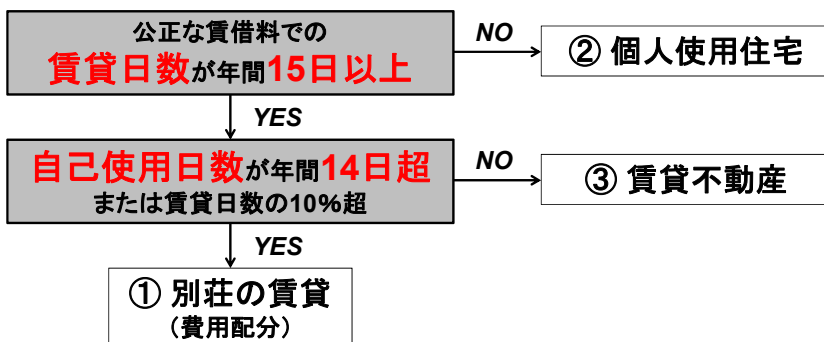 公正な賃借料での
賃貸日数が年間15日以上
NO
② 個人使用住宅
YES
自己使用日数が年間14日超
または賃貸日数の10%超
NO
③ 賃貸不動産
YES
① 別荘の賃貸
（費用配分）